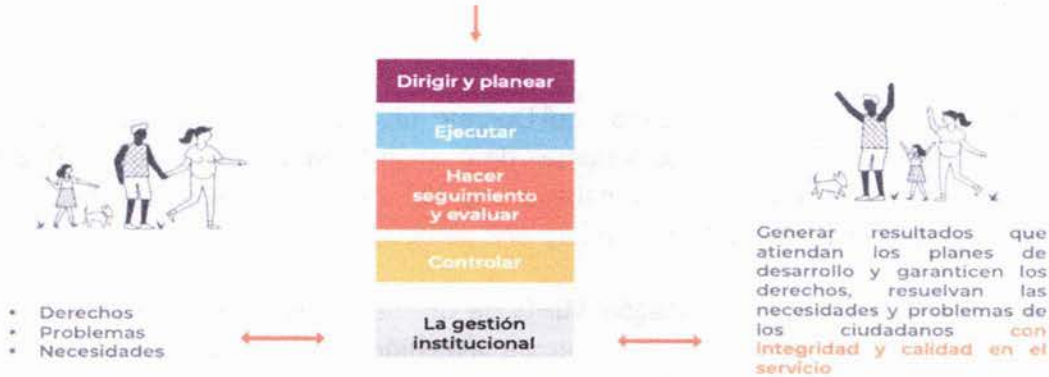 Dirigir y planear
Ejecutar
Hacer
seguimiento
y evaluar
Controlar
• Derechos
• Problemas
• Necesidades
La gestión
institucional
Generar resultados que
atiendan los planes de
desarrollo y garanticen los
derechos, resuelvan las
necesidades y problemas de
los ciudadanos con
integridad y calidad en el
servicio